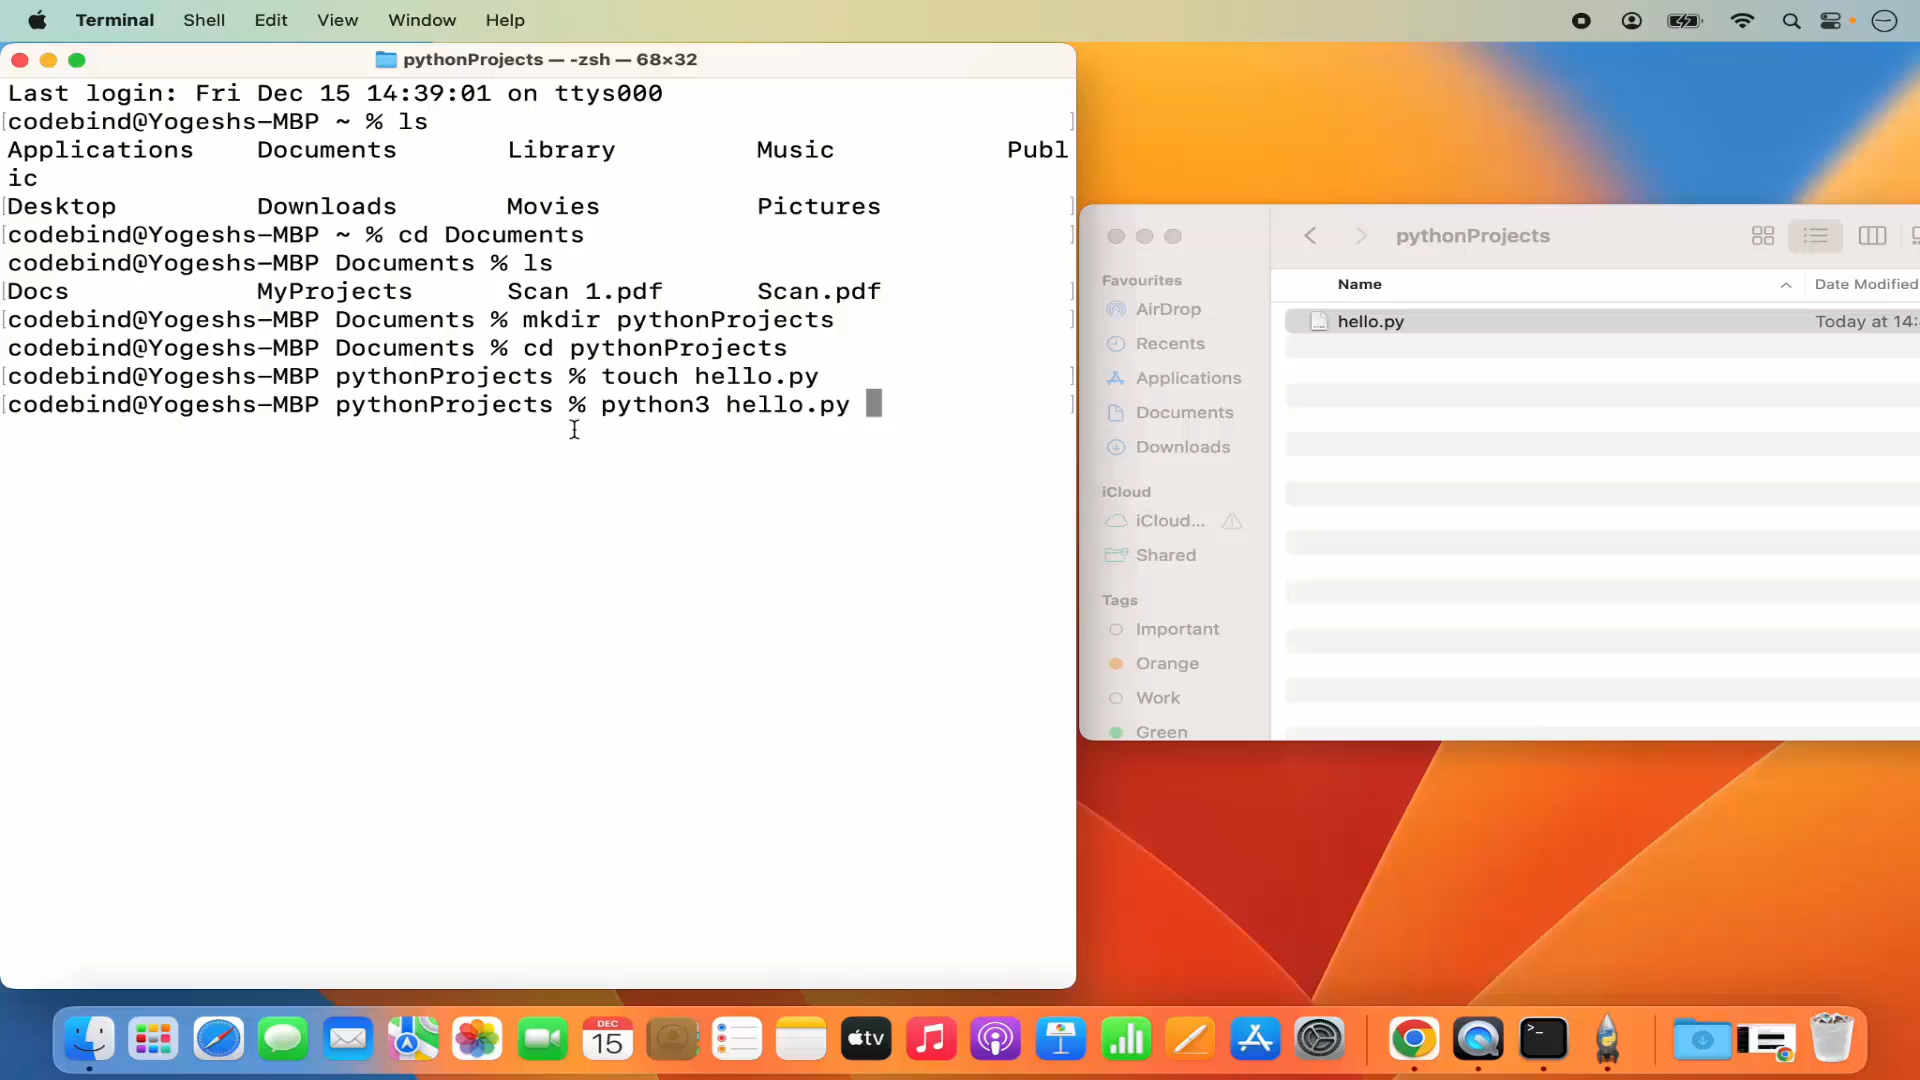 Terminal Shell Edit View Window Help
pythonProjects — -zsh — 68×32
Last login: Fri Dec 15 14:39:01 on ttys000
[codebind@Yogeshs-MBP ~ % ls ]
Applications Documents Library Music Publ
ic
[Desktop Downloads Movies Pictures ]
[codebind@Yogeshs-MBP ~ % cd Documents ]
codebind@Yogeshs-MBP Documents % ls
[Docs MyProjects Scan 1.pdf Scan.pdf ]
[codebind@Yogeshs-MBP Documents % mkdir pythonProjects ]
codebind@Yogeshs-MBP Documents % cd pythonProjects
[codebind@Yogeshs-MBP pythonProjects % touch hello.py ]
[codebind@Yogeshs-MBP pythonProjects % python3 hello.py ]
pythonProjects
Favourites
AirDrop
Recents
Applications
Documents
Downloads
iCloud
iCloud...
Shared
Tags
Important
Orange
Work
Green
Name Date Modified
hello.py Today at 14:
DEC
15
tv
>_